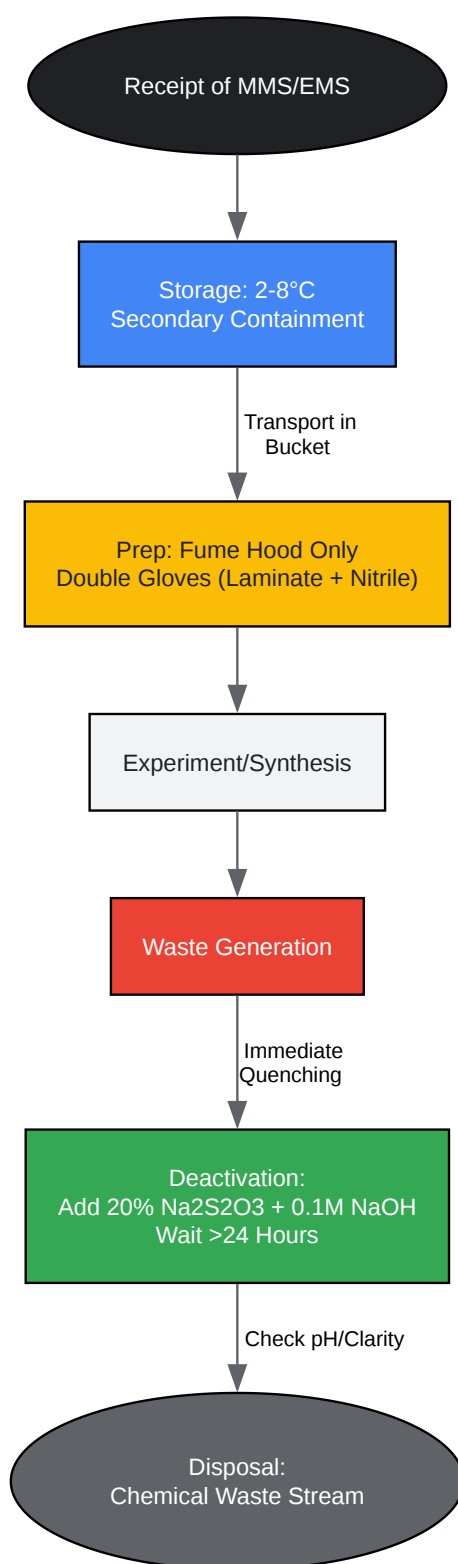 Receipt of MMS/EMS
Storage: 2-8°C
Secondary Containment
Transport in
Bucket
Prep: Fume Hood Only
Double Gloves (Laminate + Nitrile)
Experiment/Synthesis
Waste Generation
Immediate
Quenching
Deactivation:
Add 20% Na2S2O3 + 0.1M NaOH
Wait >24 Hours
Check pH/Clarity
Disposal:
Chemical Waste Stream